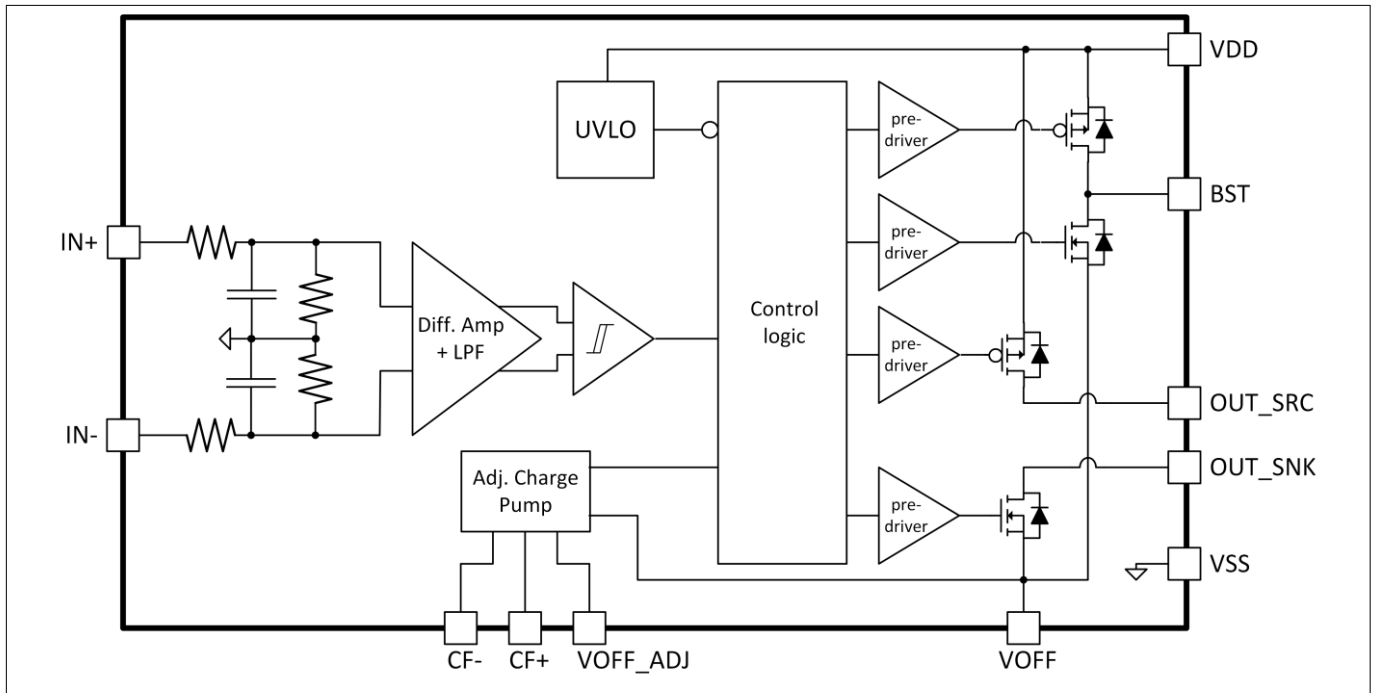 VDD
UVLO
pre-
driver
BST
IN+
pre-
driver
Diff. Amp
+ LPF
Control
logic
pre-
driver
OUT_SRC
IN-
OUT_SNK
Adj. Charge
Pump
pre-
driver
VSS
CF-
CF+
VOFF_ADJ
VOFF